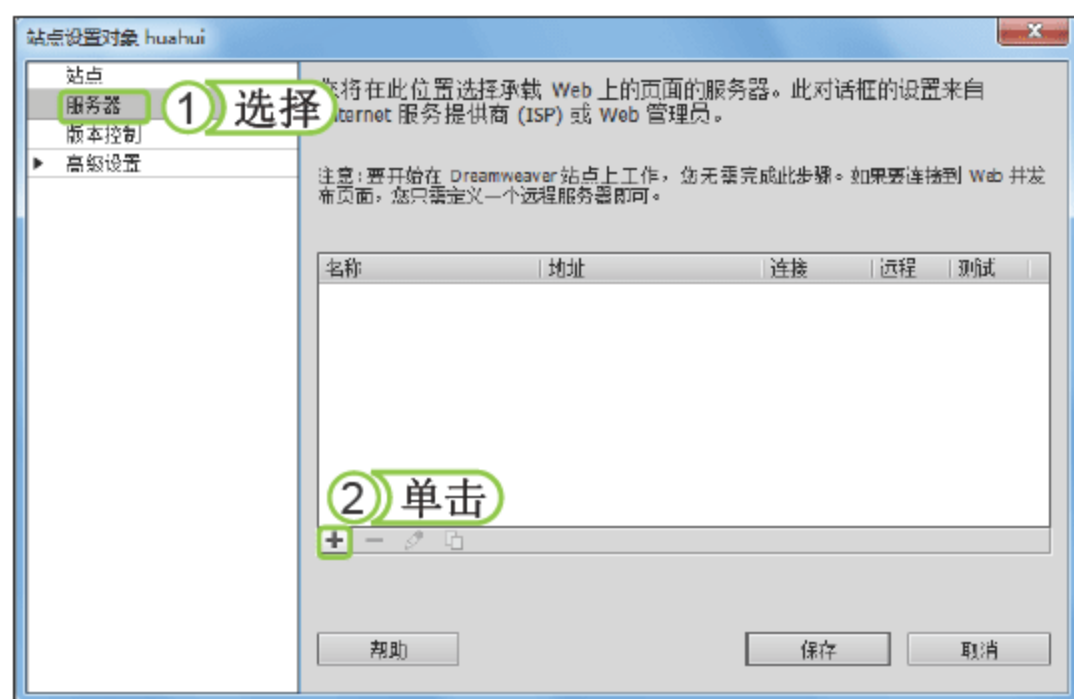 站点设置对象 huahui
站点
服务器
版本控制
高级设置
① 选择
将在此位置选择承载 Web 上的页面的服务器。此对话框的设置来自
ternet 服务提供商 (ISP) 或 Web 管理员。
注意:要开始在 Dreamweaver 站点上工作，您无需完成此步骤。如果要连接到 Web 并发
布页面，您只需定义一个远程服务器即可。
名称 地址 连接 远程 测试
② 单击
帮助 保存 取消